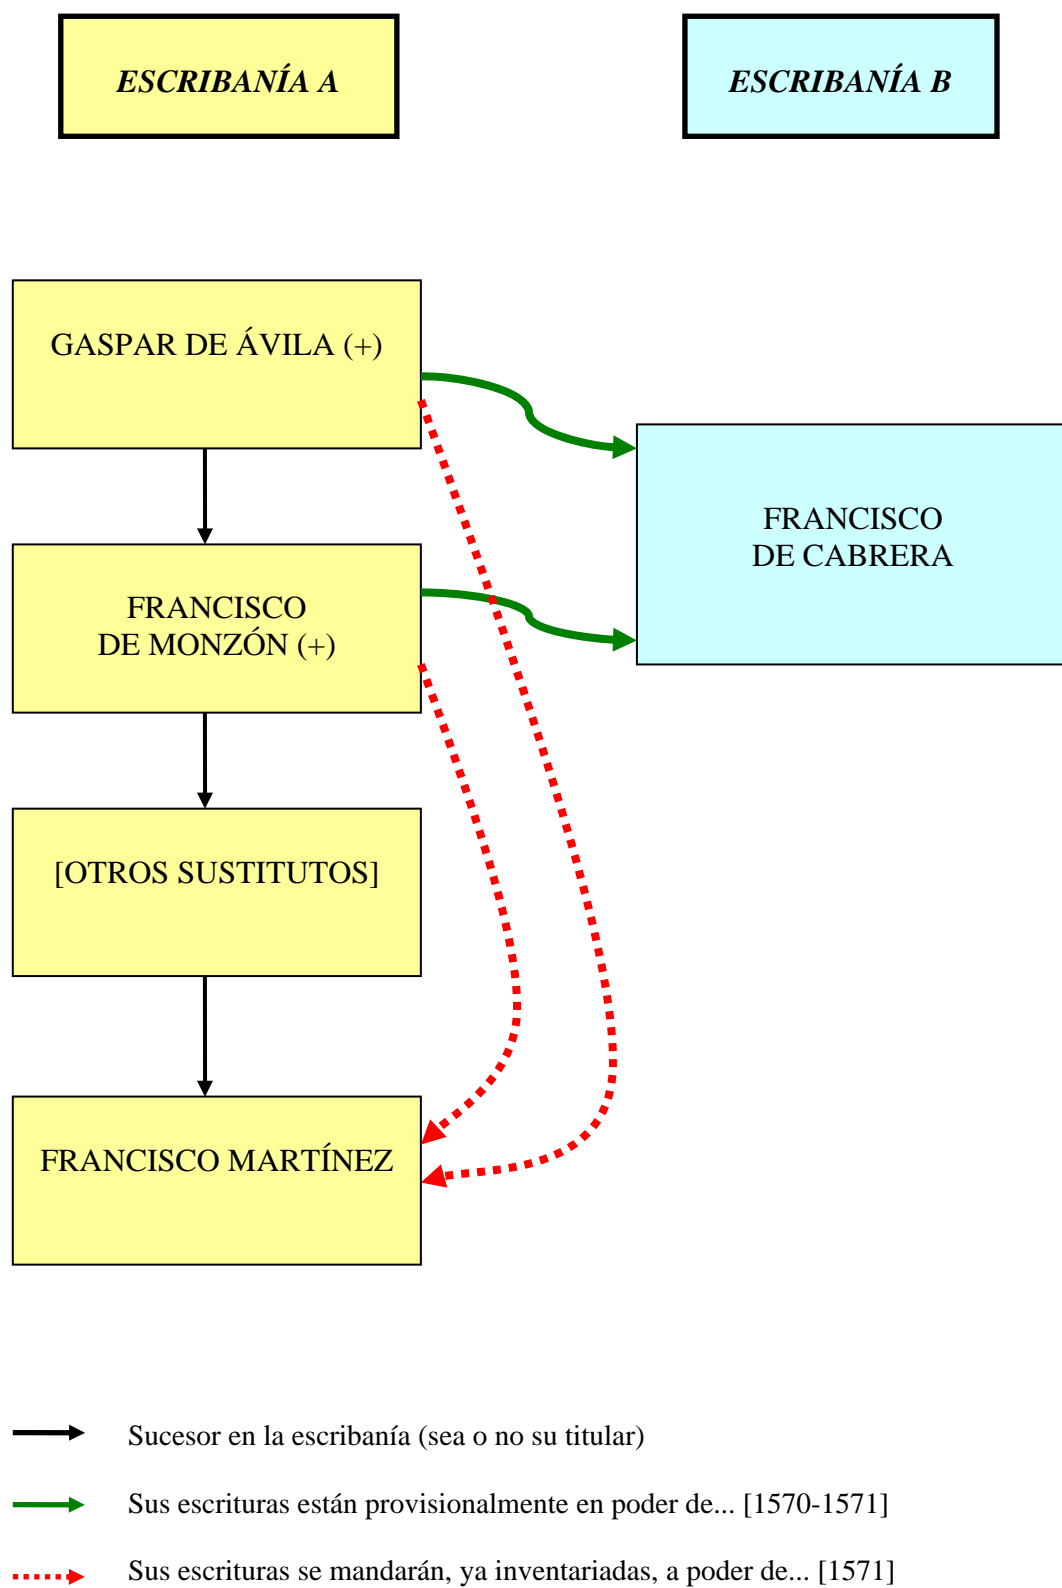 ESCRIBANÍA A
ESCRIBANÍA B
GASPAR DE ÁVILA (+)
FRANCISCO
DE CABRERA
FRANCISCO
DE MONZÓN (+)
[OTROS SUSTITUTOS]
FRANCISCO MARTÍNEZ
Sucesor en la escribanía (sea o no su titular)
Sus escrituras están provisionalmente en poder de... [1570-1571]
Sus escrituras se mandarán, ya inventariadas, a poder de... [1571]